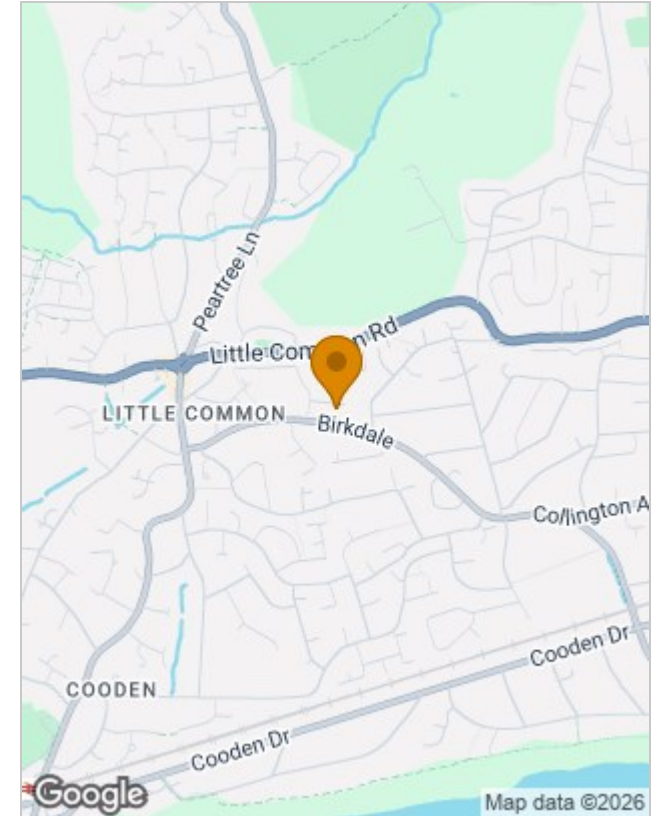 Peartree Ln
Little Com
n Rd
LITTLE COMMON
Birkdale
Collington A
Cooden Dr
COODEN
Cooden Dr
Google
Map data ©2026